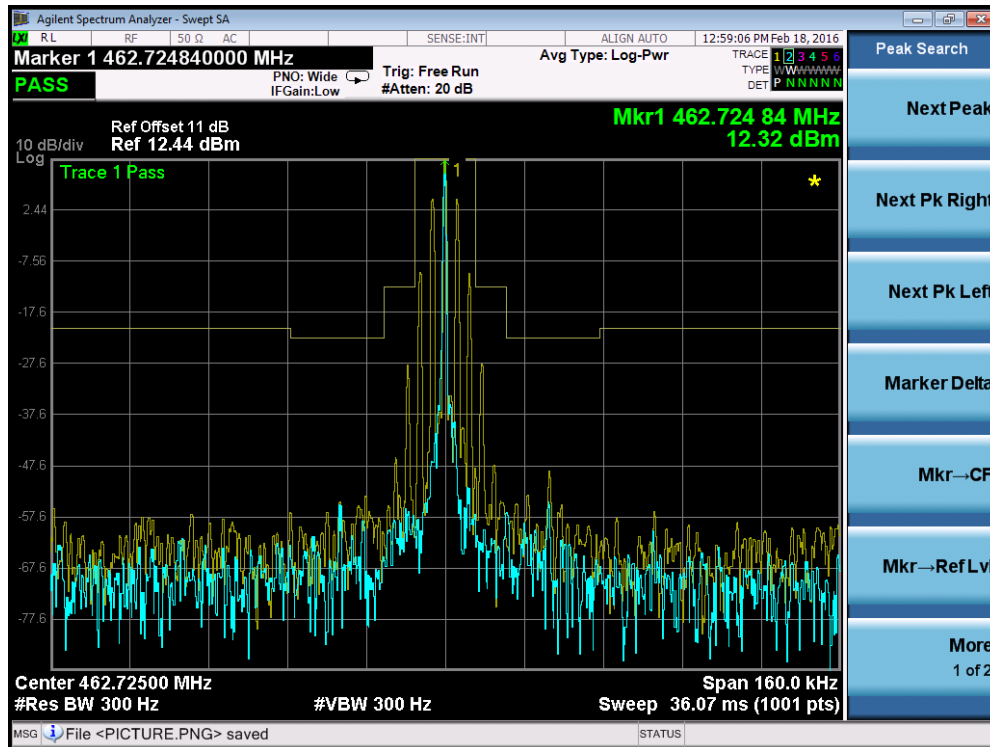 Agilent Spectrum Analyzer - Swept SA
LXI RL RF 50 Ω AC SENSE:INT ALIGN AUTO 12:59:06 PM Feb 18, 2016
Marker 1 462.724840000 MHz
PASS
PNO: Wide
IFGain:Low
Trig: Free Run
#Atten: 20 dB
Avg Type: Log-Pwr
TRACE 1 2 3 4 5 6
TYPE WWWWWW
DET P N N N N N
Peak Search
Mkr1 462.724 84 MHz
12.32 dBm
Ref Offset 11 dB
10 dB/div Ref 12.44 dBm
Log
Trace 1 Pass
1
*
2.44
-7.56
-17.6
-27.6
-37.6
-47.6
-57.6
-67.6
-77.6
Center 462.72500 MHz
Span 160.0 kHz
#Res BW 300 Hz
#VBW 300 Hz
Sweep 36.07 ms (1001 pts)
Next Peak
Next Pk Right
Next Pk Left
Marker Delta
Mkr→CF
Mkr→Ref Lvl
More
1 of 2
MSG File <PICTURE.PNG> saved
STATUS